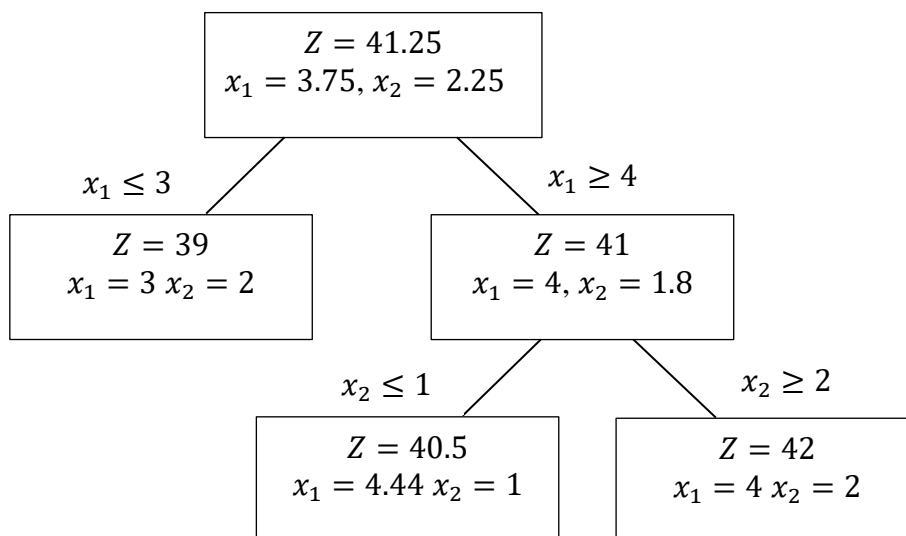 Z = 41.25
x₁ = 3.75, x₂ = 2.25
x₁ ≤ 3
x₁ ≥ 4
Z = 39
x₁ = 3 x₂ = 2
Z = 41
x₁ = 4, x₂ = 1.8
x₂ ≤ 1
x₂ ≥ 2
Z = 40.5
x₁ = 4.44 x₂ = 1
Z = 42
x₁ = 4 x₂ = 2